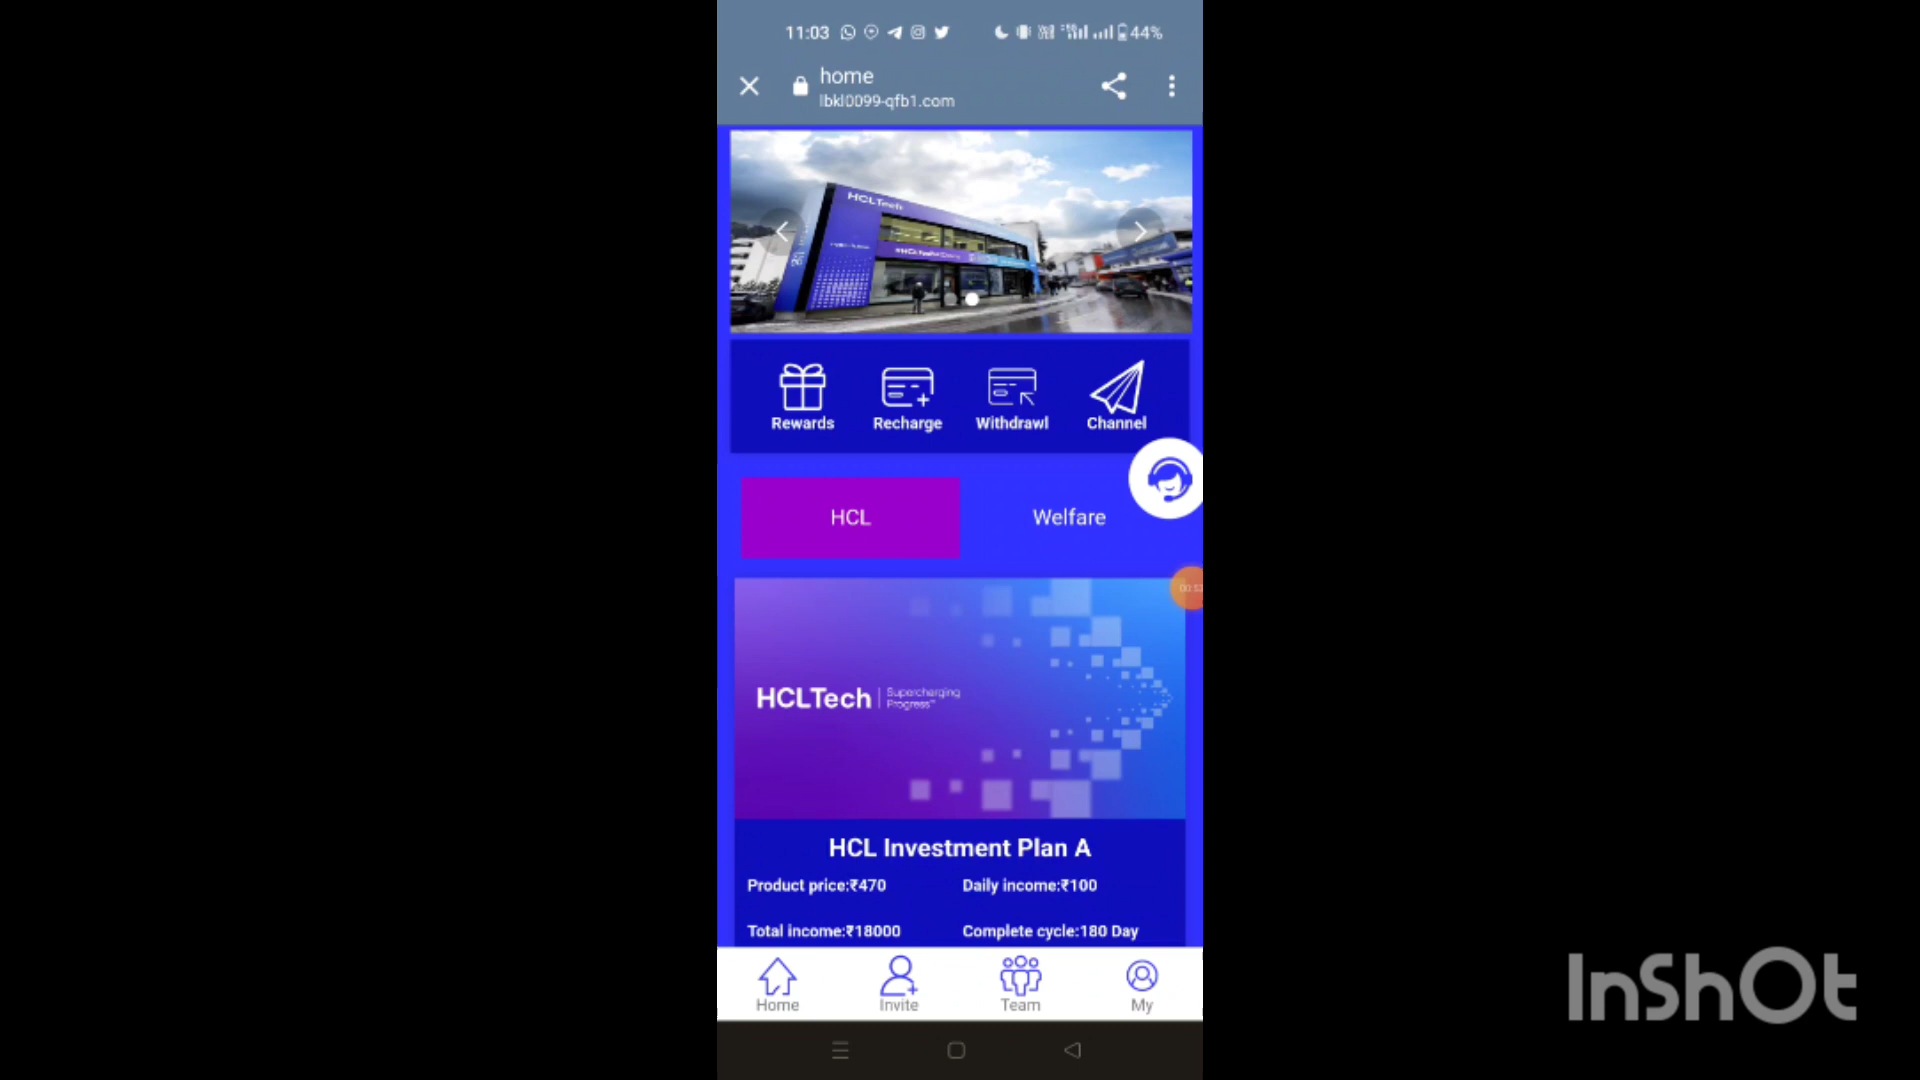 11:03
44%
home
lbkl0099-qfb1.com
HCLTech
Rewards
Recharge
Withdrawl
Channel
HCL
Welfare
HCLTech | Supercharging Progress™
HCL Investment Plan A
Product price:₹470
Daily income:₹100
Total income:₹18000
Complete cycle:180 Day
Home
Invite
Team
My
InShOt